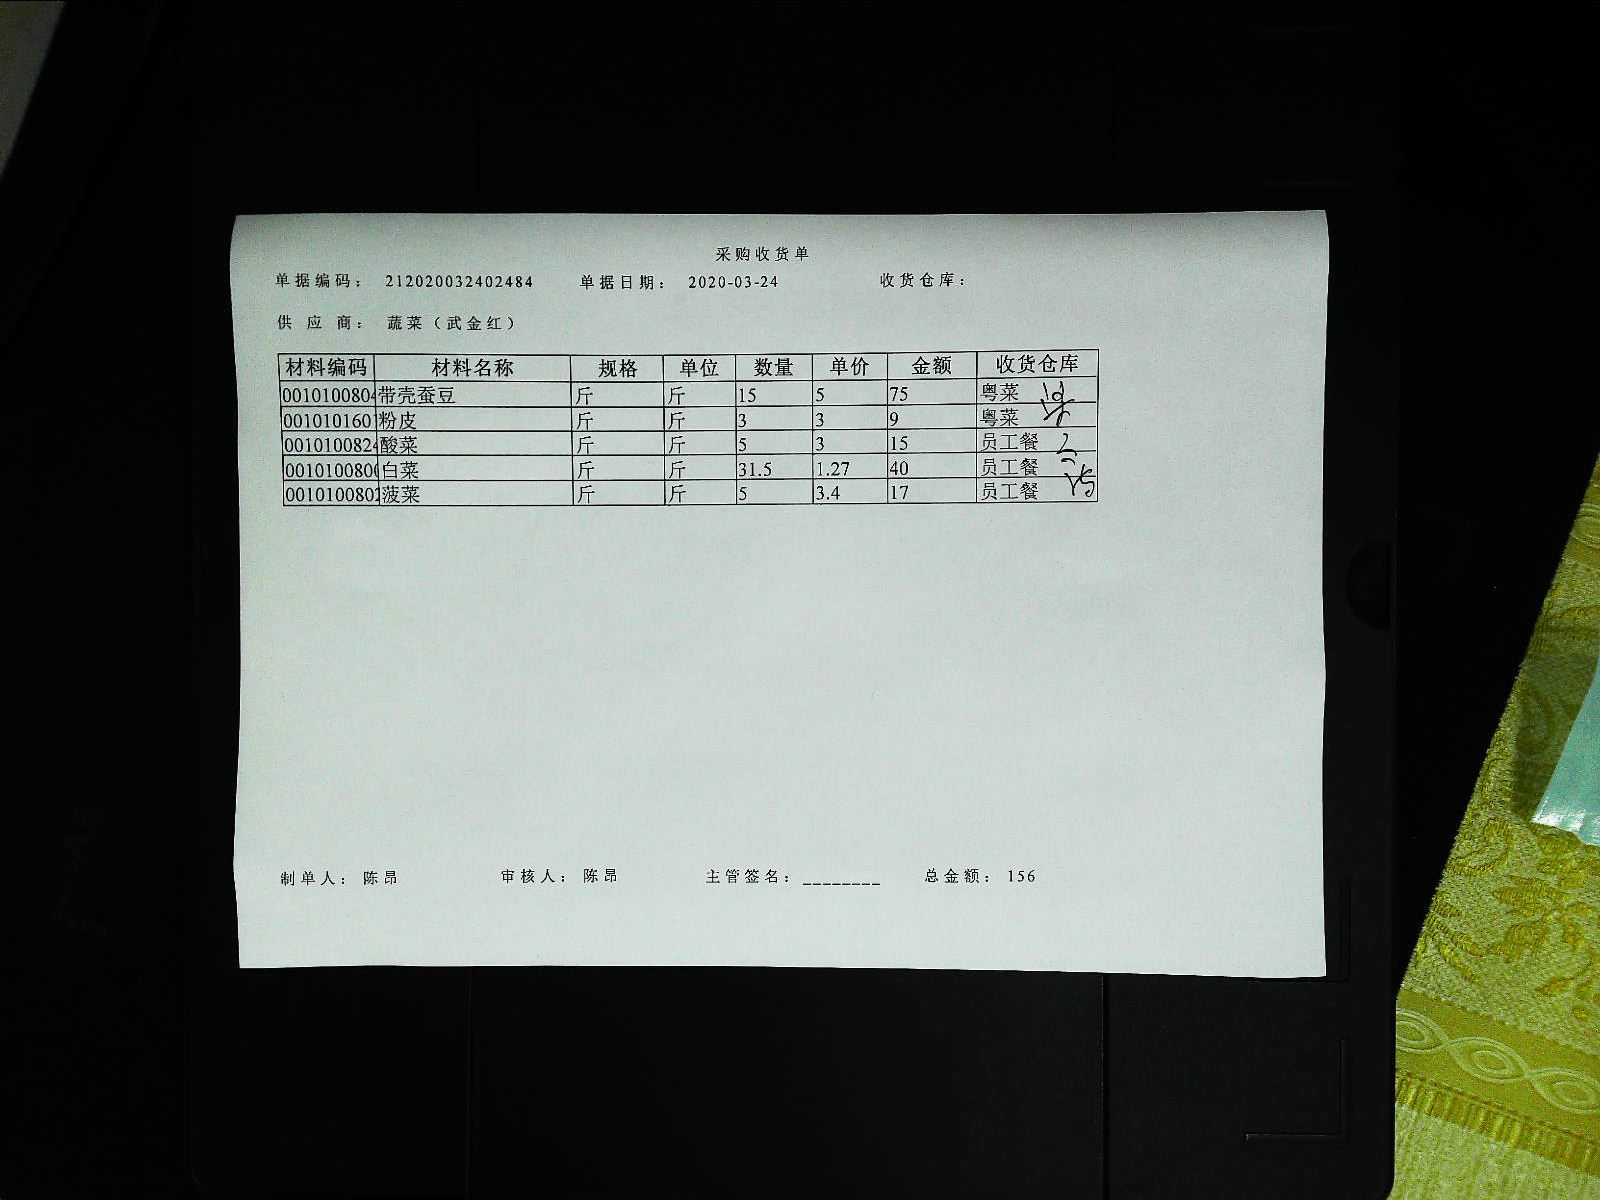 采购收货单
单据编码： 212020032402484 单据日期： 2020-03-24 收货仓库：
供 应 商： 蔬菜（武金红）
材料编码 材料名称 规格 单位 数量 单价 金额 收货仓库
0010100804 带壳蚕豆 斤 斤 15 5 75 粤菜
001010160 粉皮 斤 斤 3 3 9 粤菜
001010082 酸菜 斤 斤 5 3 15 员工餐
001010080 白菜 斤 斤 31.5 1.27 40 员工餐
001010080 菠菜 斤 斤 5 3.4 17 员工餐
制单人： 陈昂 审核人： 陈昂 主管签名：________ 总金额： 156